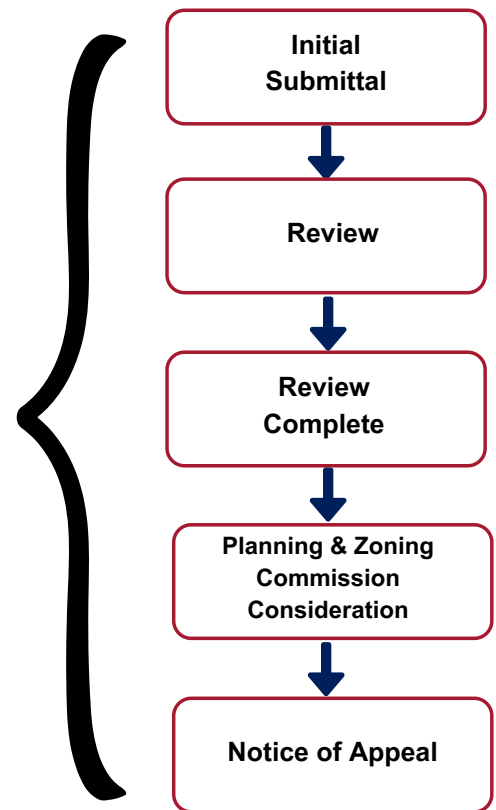 Initial
Submittal
Review
Review
Complete
Planning & Zoning
Commission
Consideration
Notice of Appeal